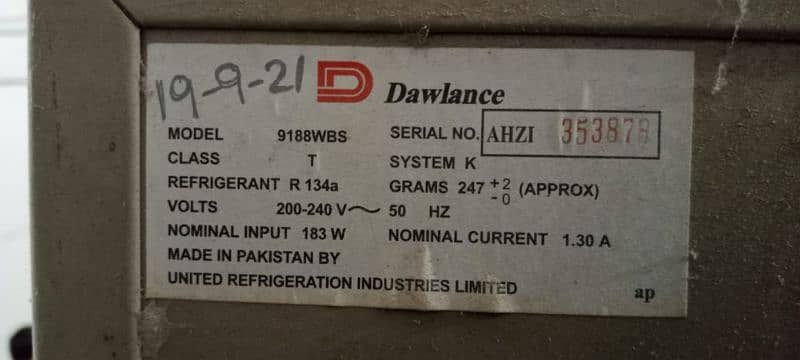 19-9-21 Dawlance
MODEL 9188WBS SERIAL NO. AHZI 353878
CLASS T SYSTEM K
REFRIGERANT R 134a GRAMS 247 +2 -0 (APPROX)
VOLTS 200-240 V~ 50 HZ
NOMINAL INPUT 183 W NOMINAL CURRENT 1.30 A
MADE IN PAKISTAN BY
UNITED REFRIGERATION INDUSTRIES LIMITED
ap